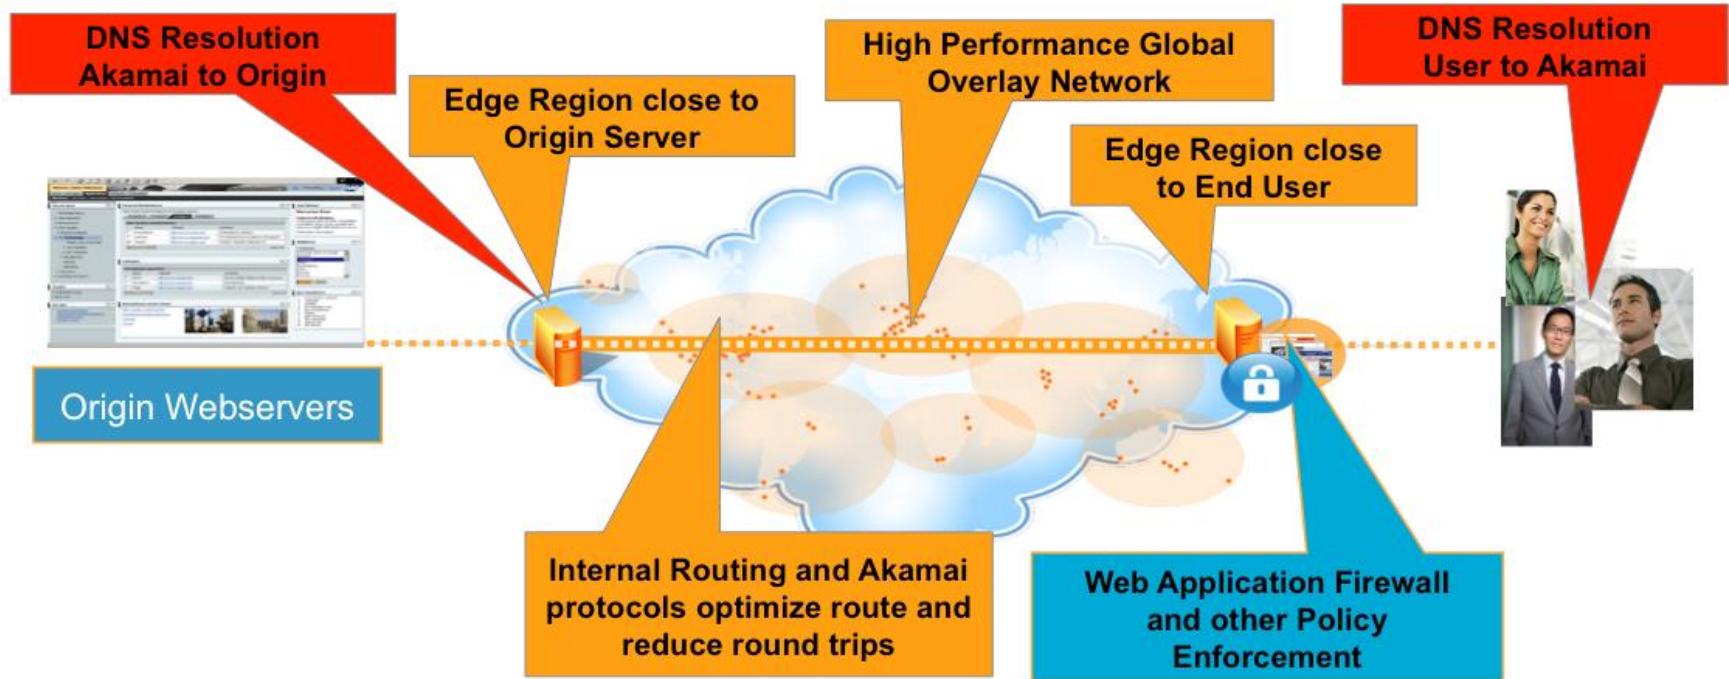 DNS Resolution
Akamai to Origin
High Performance Global
Overlay Network
DNS Resolution
User to Akamai
Edge Region close to
Origin Server
Edge Region close
to End User
Origin Webservers
Internal Routing and Akamai
protocols optimize route and
reduce round trips
Web Application Firewall
and other Policy
Enforcement